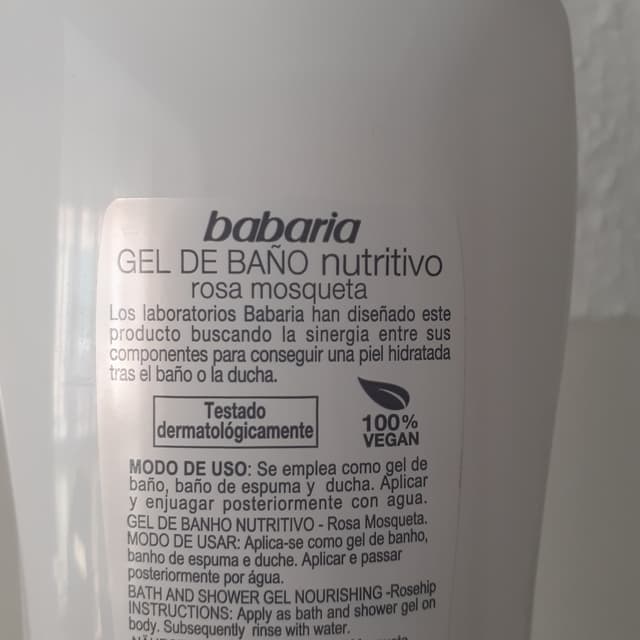 babaria
GEL DE BAÑO nutritivo
rosa mosqueta
Los laboratorios Babaria han diseñado este
producto buscando la sinergia entre sus
componentes para conseguir una piel hidratada
tras el baño o la ducha.
Testado
dermatológicamente
100%
VEGAN
MODO DE USO: Se emplea como gel de
baño, baño de espuma y ducha. Aplicar
y enjuagar posteriormente con agua.
GEL DE BANHO NUTRITIVO - Rosa Mosqueta.
MODO DE USAR: Aplica-se como gel de banho,
banho de espuma e duche. Aplicar e passar
posteriormente por água.
BATH AND SHOWER GEL NOURISHING -Rosehip
INSTRUCTIONS: Apply as bath and shower gel on
body. Subsequently rinse with water.